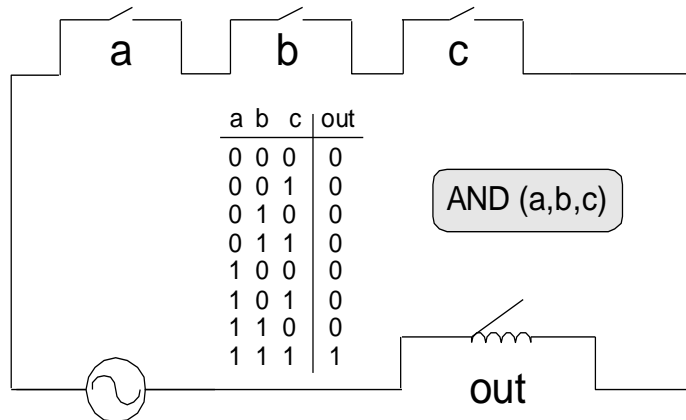 a b c
a b c out
0 0 0 0
0 0 1 0
0 1 0 0
0 1 1 0
1 0 0 0
1 0 1 0
1 1 0 0
1 1 1 1
AND (a,b,c)
out